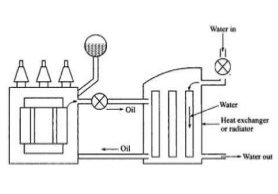 Water in
Oil
Water
Heat exchanger
or radiator
Oil
Water out